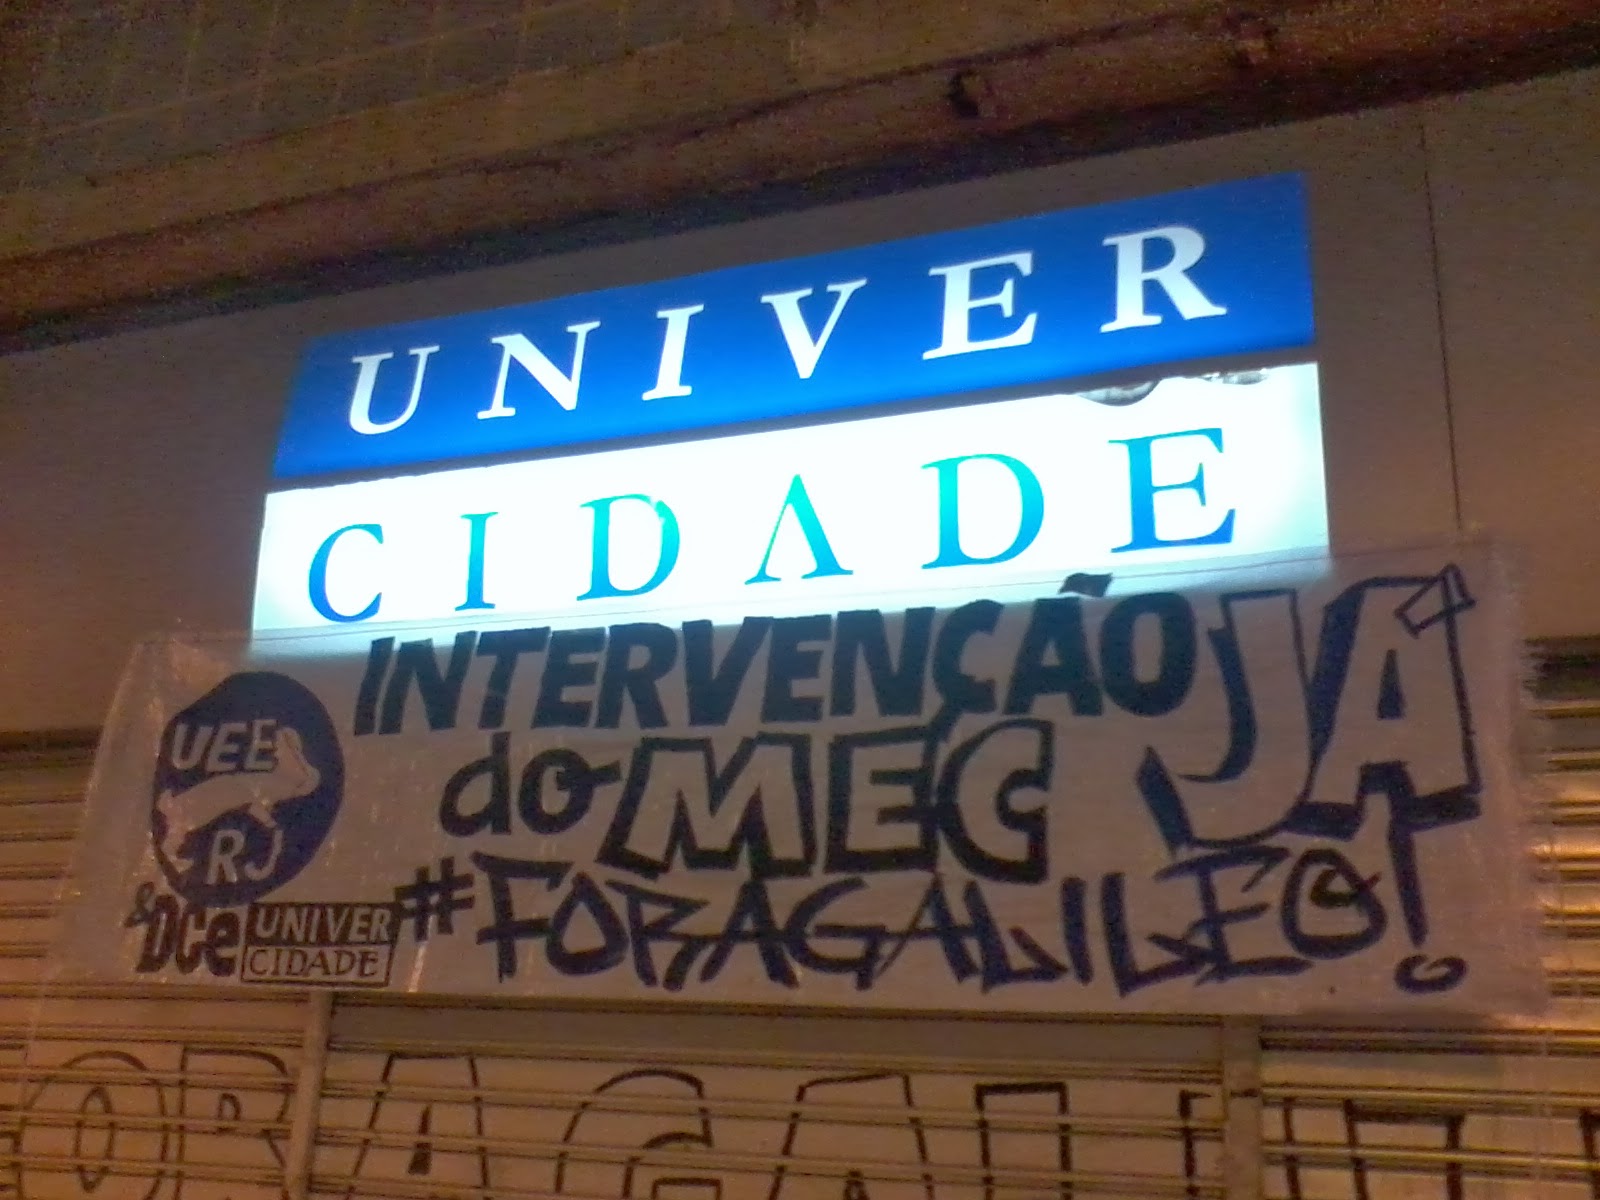 UNIVER
CIDADE
INTERVENÇÃO JÁ
do MEC
#FORAGALILEO!
UEE
RJ
& DCe UNIVER
CIDADE